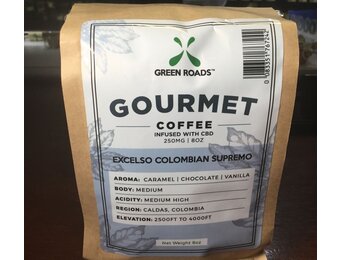 GREEN ROADS™
GOURMET
COFFEE
INFUSED WITH CBD
250MG | 8OZ
EXCELSO COLOMBIAN SUPREMO
AROMA: CARAMEL | CHOCOLATE | VANILLA
BODY: MEDIUM
ACIDITY: MEDIUM HIGH
REGION: CALDAS, COLOMBIA
ELEVATION: 2500FT TO 4000FT
Net Weight 8oz